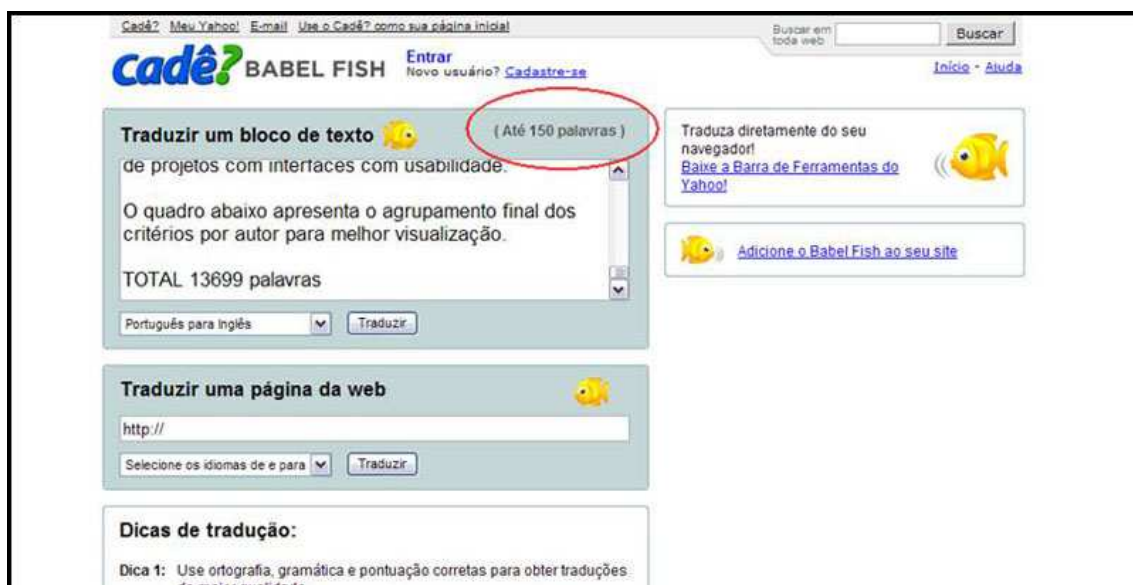 Cadê? Meu Yahoo! E-mail Use o Cadê? como sua página inicial
Buscar em
toda web
Buscar
Cadê? BABEL FISH
Entrar
Novo usuário? Cadastre-se
Início - Ajuda
Traduzir um bloco de texto
( Até 150 palavras )
de projetos com interfaces com usabilidade.
O quadro abaixo apresenta o agrupamento final dos
critérios por autor para melhor visualização.
TOTAL 13699 palavras
Português para Inglês
Traduzir
Traduzir uma página da web
http://
Selecione os idiomas de e para
Traduzir
Dicas de tradução:
Dica 1: Use ortografia, gramática e pontuação corretas para obter traduções
Traduza diretamente do seu
navegador!
Baixe a Barra de Ferramentas do
Yahoo!
Adicione o Babel Fish ao seu site